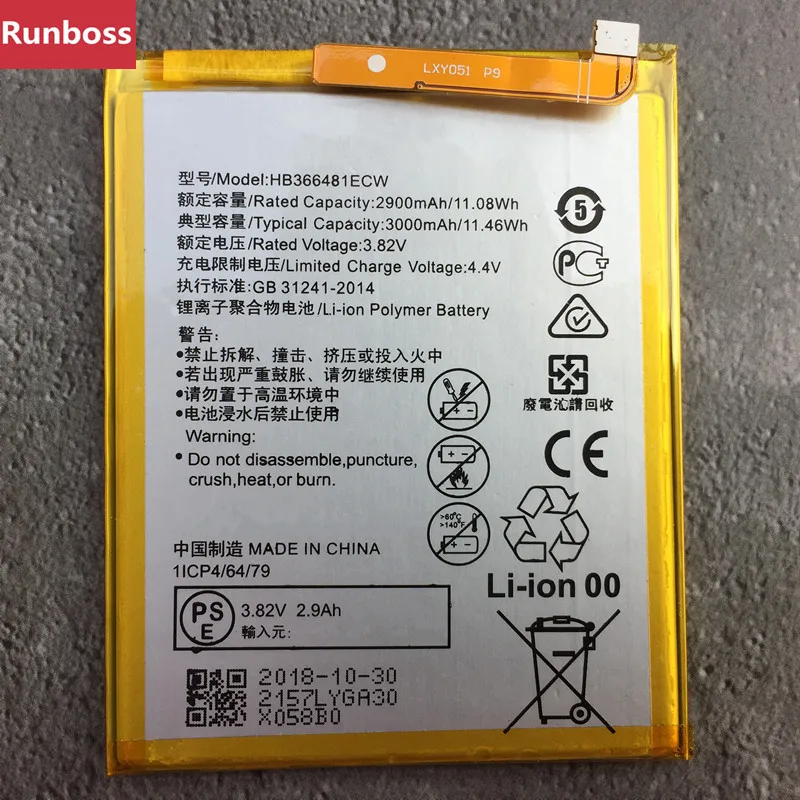 Runboss
LXY051 P9
型号/Model:HB366481ECW
额定容量/Rated Capacity:2900mAh/11.08Wh
典型容量/Typical Capacity:3000mAh/11.46Wh
额定电压/Rated Voltage:3.82V
充电限制电压/Limited Charge Voltage:4.4V
执行标准:GB 31241-2014
锂离子聚合物电池/Li-ion Polymer Battery
警告:
•禁止拆解、撞击、挤压或投入火中
•若出现严重鼓胀、请勿继续使用
•请勿置于高温环境中
•电池浸水后禁止使用
Warning:
• Do not disassemble,puncture,
crush,heat,or burn.
5
PCT
廢電池請回收
CE
>60°C
>140°F
中国制造 MADE IN CHINA
1ICP4/64/79
Li-ion 00
PS
E
3.82V 2.9Ah
輸入元:
2018-10-30
2157LYGA30
X058B0